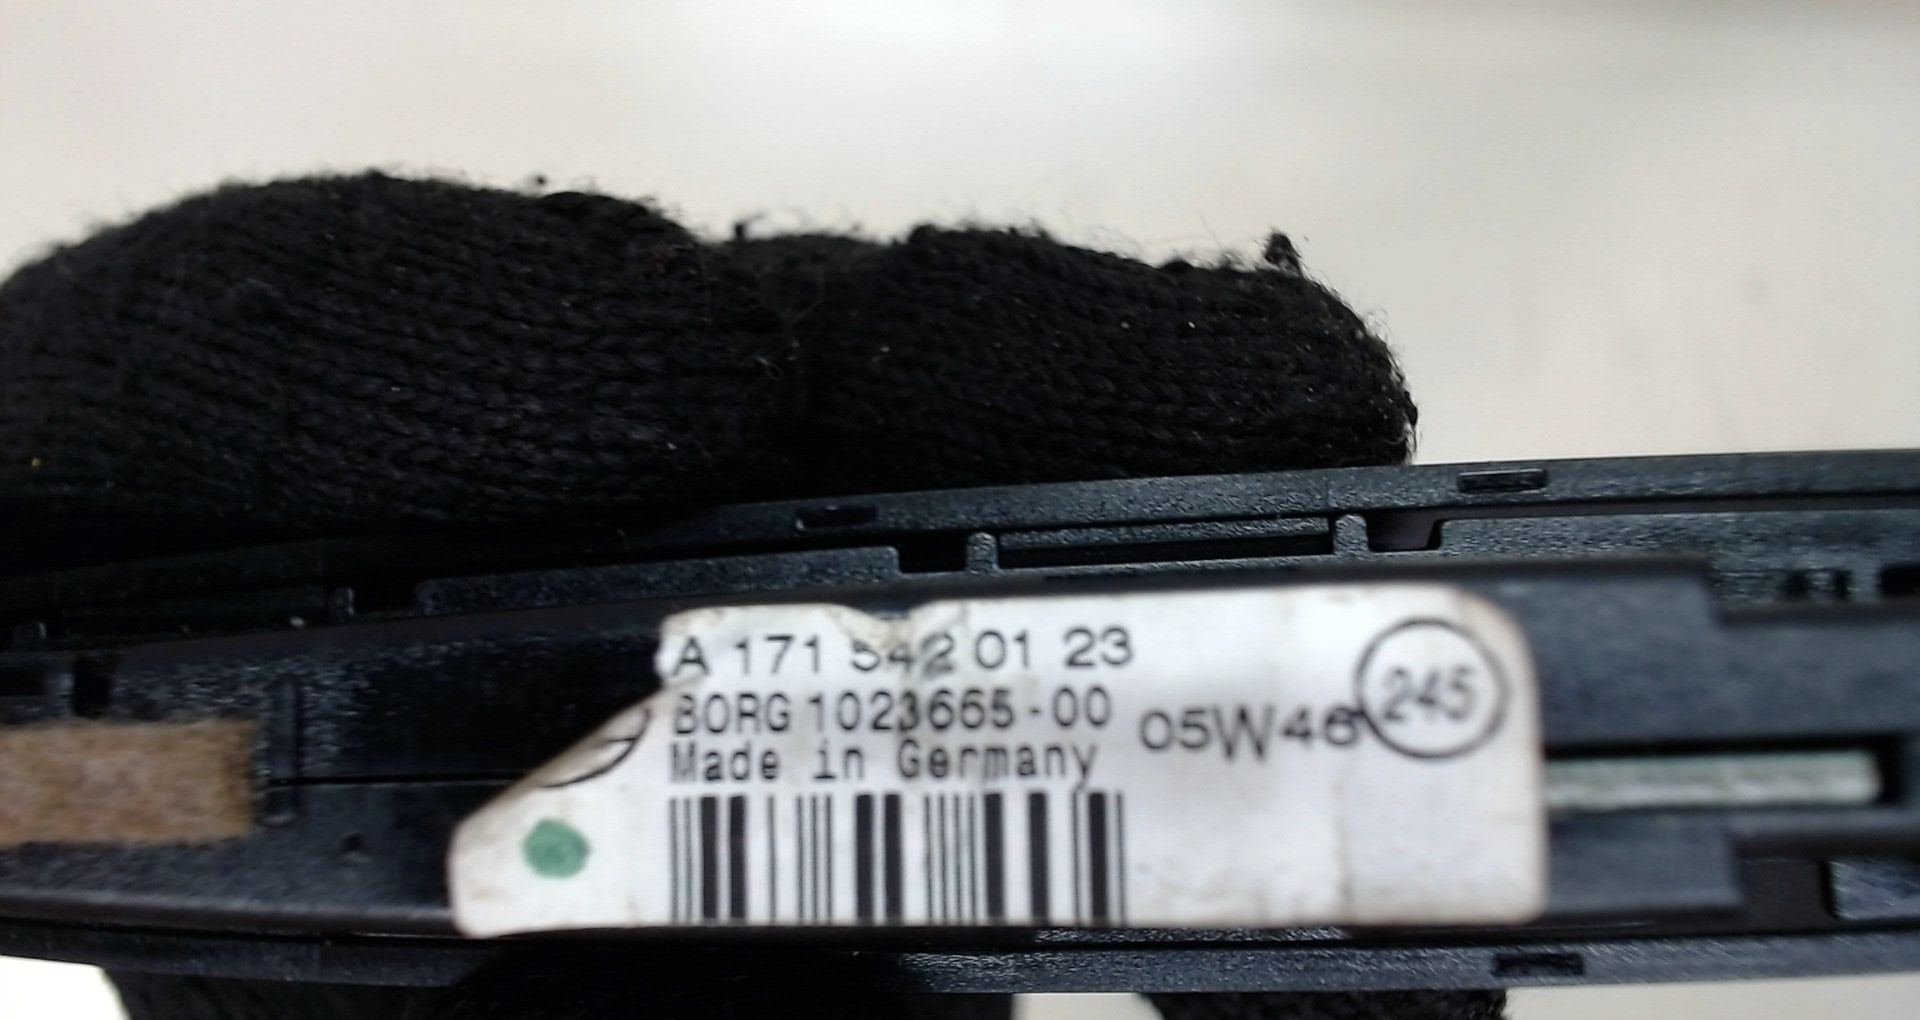 A 171 542 01 23
BORG 1023665-00
05W46
245
Made in Germany